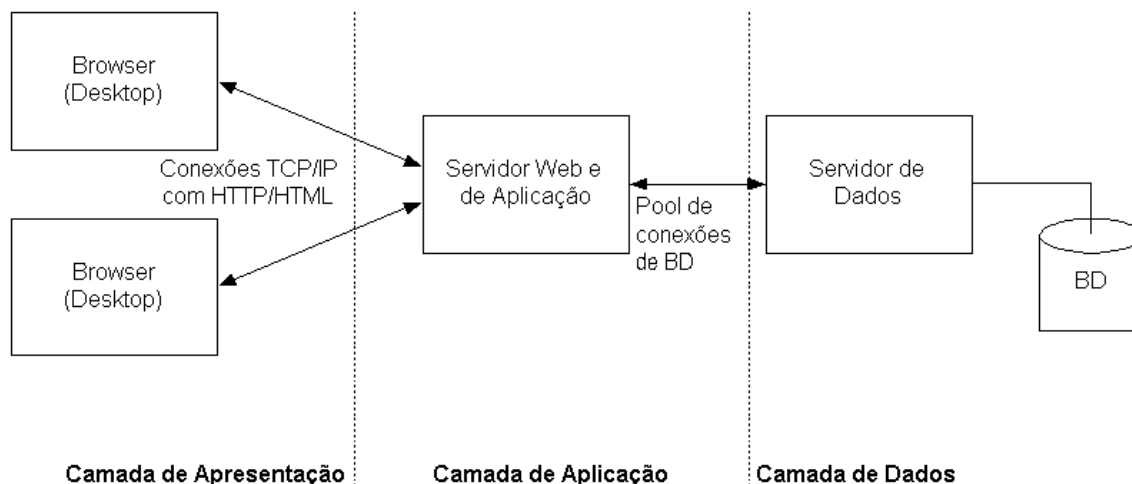 Browser
(Desktop)
Conexões TCP/IP
com HTTP/HTML
Browser
(Desktop)
Servidor Web e
de Aplicação
Pool de
conexões
de BD
Servidor de
Dados
BD
Camada de Apresentação
Camada de Aplicação
Camada de Dados